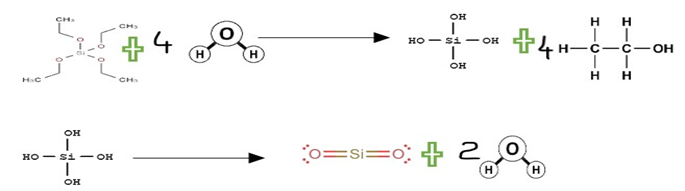 CH₃
H₃C O
Si O
O O
H₃C CH₃
+ 4 H O H
OH
HO Si OH
OH
+ 4
H H
H C C OH
H H
OH
HO Si OH
OH
:O=Si=O: + 2 H O H